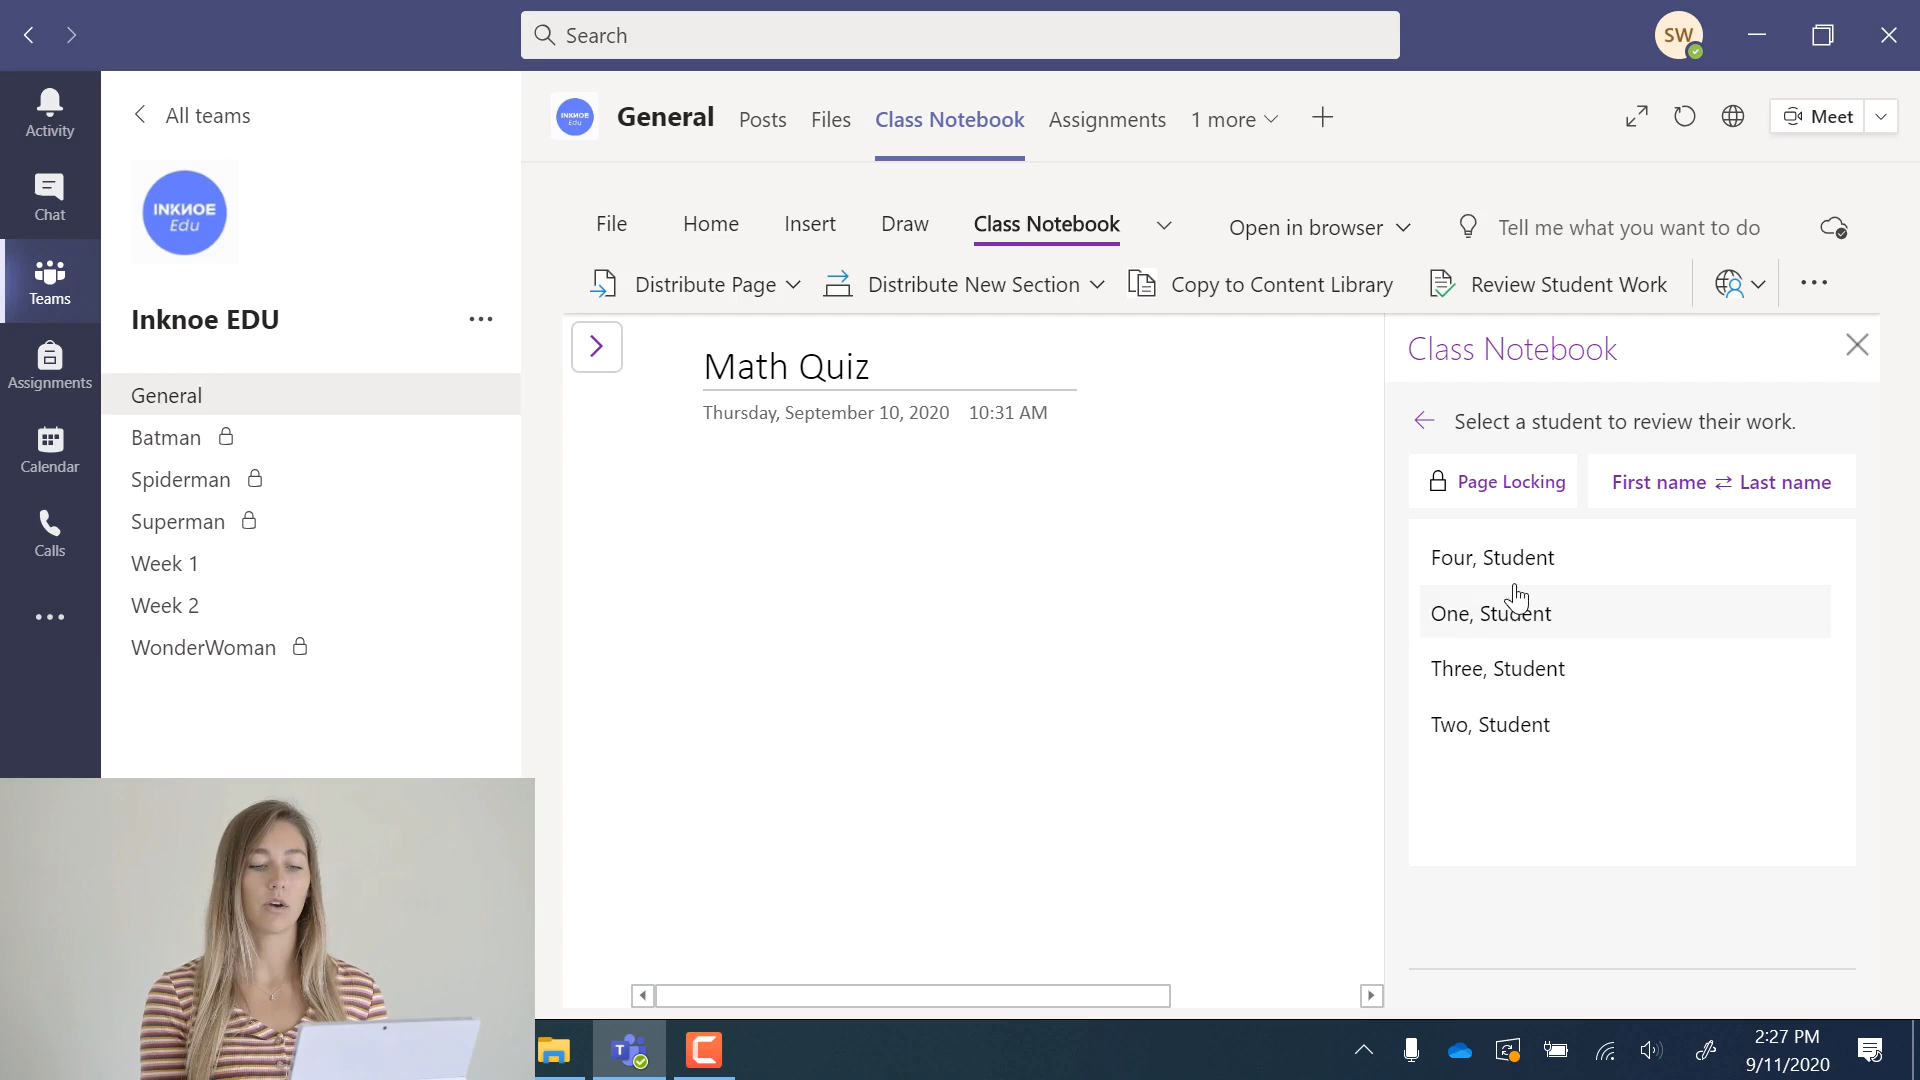 Search
SW
Activity
Chat
Teams
Assignments
Calendar
Calls
All teams
INKNOE
Edu
Inknoe EDU
General
Batman
Spiderman
Superman
Week 1
Week 2
WonderWoman
INKNOE
Edu
General Posts Files Class Notebook Assignments 1 more
Meet
File Home Insert Draw Class Notebook Open in browser Tell me what you want to do
Distribute Page Distribute New Section Copy to Content Library Review Student Work
Math Quiz
Thursday, September 10, 2020 10:31 AM
Class Notebook
Select a student to review their work.
Page Locking First name ⇄ Last name
Four, Student
One, Student
Three, Student
Two, Student
T
2:27 PM
9/11/2020